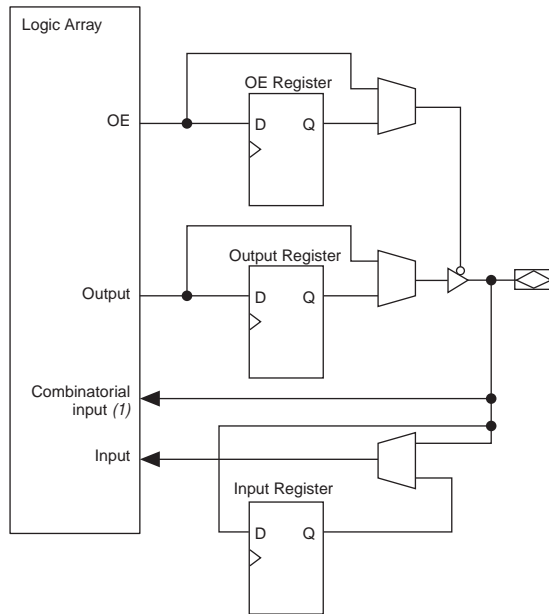 Logic Array
OE Register
OE
D Q
Output Register
Output
D Q
Combinatorial
input (1)
Input
Input Register
D Q